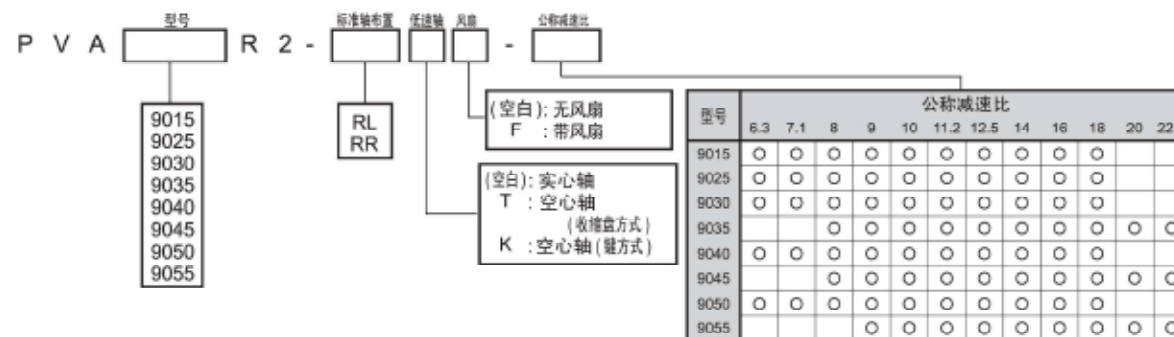 型号 标准轴布置 低速轴 风扇 公称减速比
P V A R 2 - -
9015
9025
9030
9035
9040
9045
9050
9055
RL
RR
(空白): 无风扇
F : 带风扇
(空白): 实心轴
T : 空心轴
(收缩盘方式)
K : 空心轴(键方式)
型号 公称减速比
6.3 7.1 8 9 10 11.2 12.5 14 16 18 20 22
9015 ○ ○ ○ ○ ○ ○ ○ ○ ○ ○
9025 ○ ○ ○ ○ ○ ○ ○ ○ ○ ○
9030 ○ ○ ○ ○ ○ ○ ○ ○ ○ ○
9035 ○ ○ ○ ○ ○ ○ ○ ○ ○ ○
9040 ○ ○ ○ ○ ○ ○ ○ ○ ○ ○
9045 ○ ○ ○ ○ ○ ○ ○ ○ ○ ○
9050 ○ ○ ○ ○ ○ ○ ○ ○ ○ ○
9055 ○ ○ ○ ○ ○ ○ ○ ○ ○